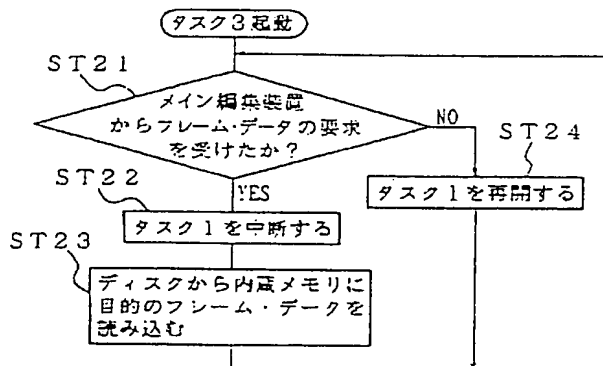 タスク3起動
ST21
メイン編集装置
からフレーム・データの要求
を受けたか?
NO
ST24
ST22
YES
タスク1を再開する
タスク1を中断する
ST23
ディスクから内蔵メモリに
目的のフレーム・データを
読み込む